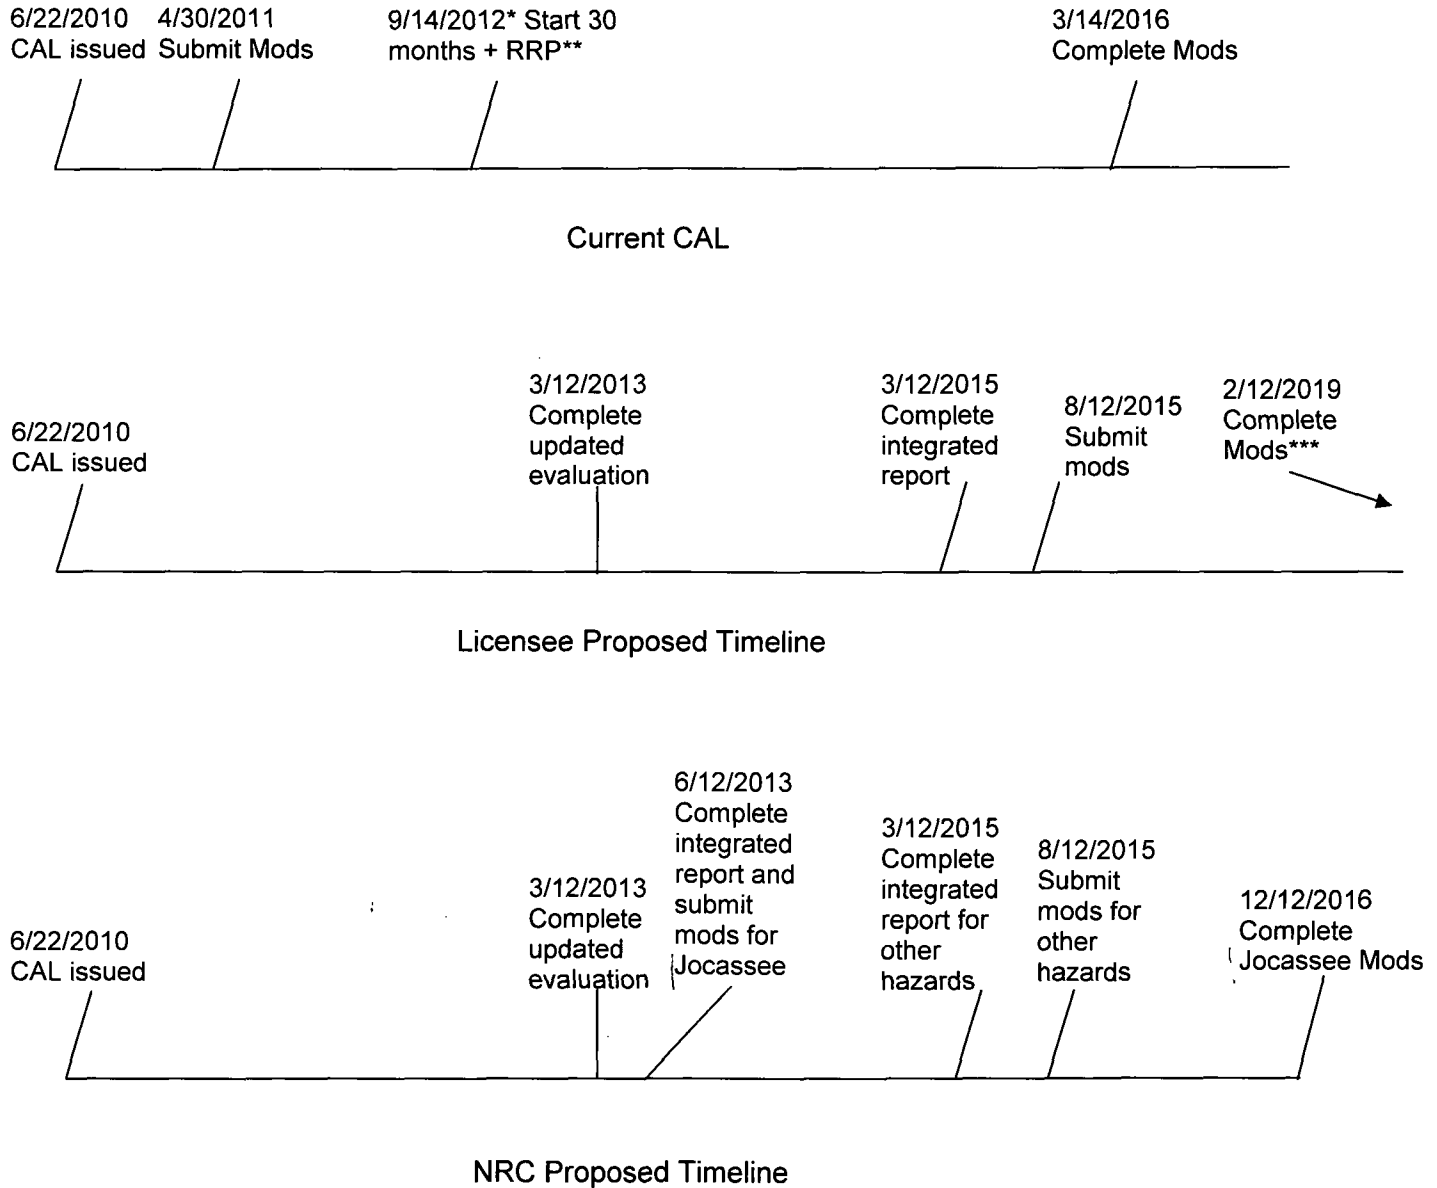 6/22/2010
CAL issued
4/30/2011
Submit Mods
9/14/2012* Start 30
months + RRP**
3/14/2016
Complete Mods
Current CAL
6/22/2010
CAL issued
3/12/2013
Complete
updated
evaluation
3/12/2015
Complete
integrated
report
8/12/2015
Submit
mods
2/12/2019
Complete
Mods***
Licensee Proposed Timeline
6/22/2010
CAL issued
3/12/2013
Complete
updated
evaluation
6/12/2013
Complete
integrated
report and
submit
mods for
Jocassee
3/12/2015
Complete
integrated
report for
other
hazards
8/12/2015
Submit
mods for
other
hazards
12/12/2016
Complete
Jocassee Mods
NRC Proposed Timeline